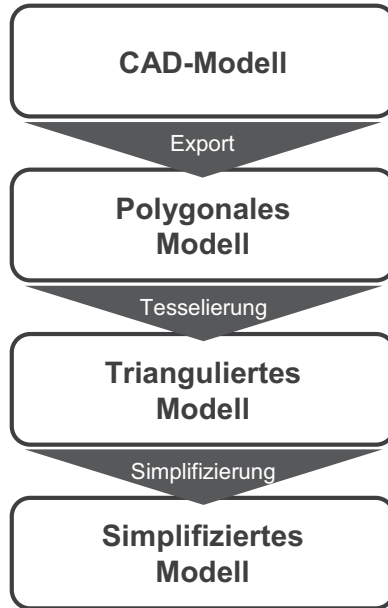 CAD-Modell
Export
Polygonales
Modell
Tesselierung
Trianguliertes
Modell
Simplifizierung
Simplifiziertes
Modell